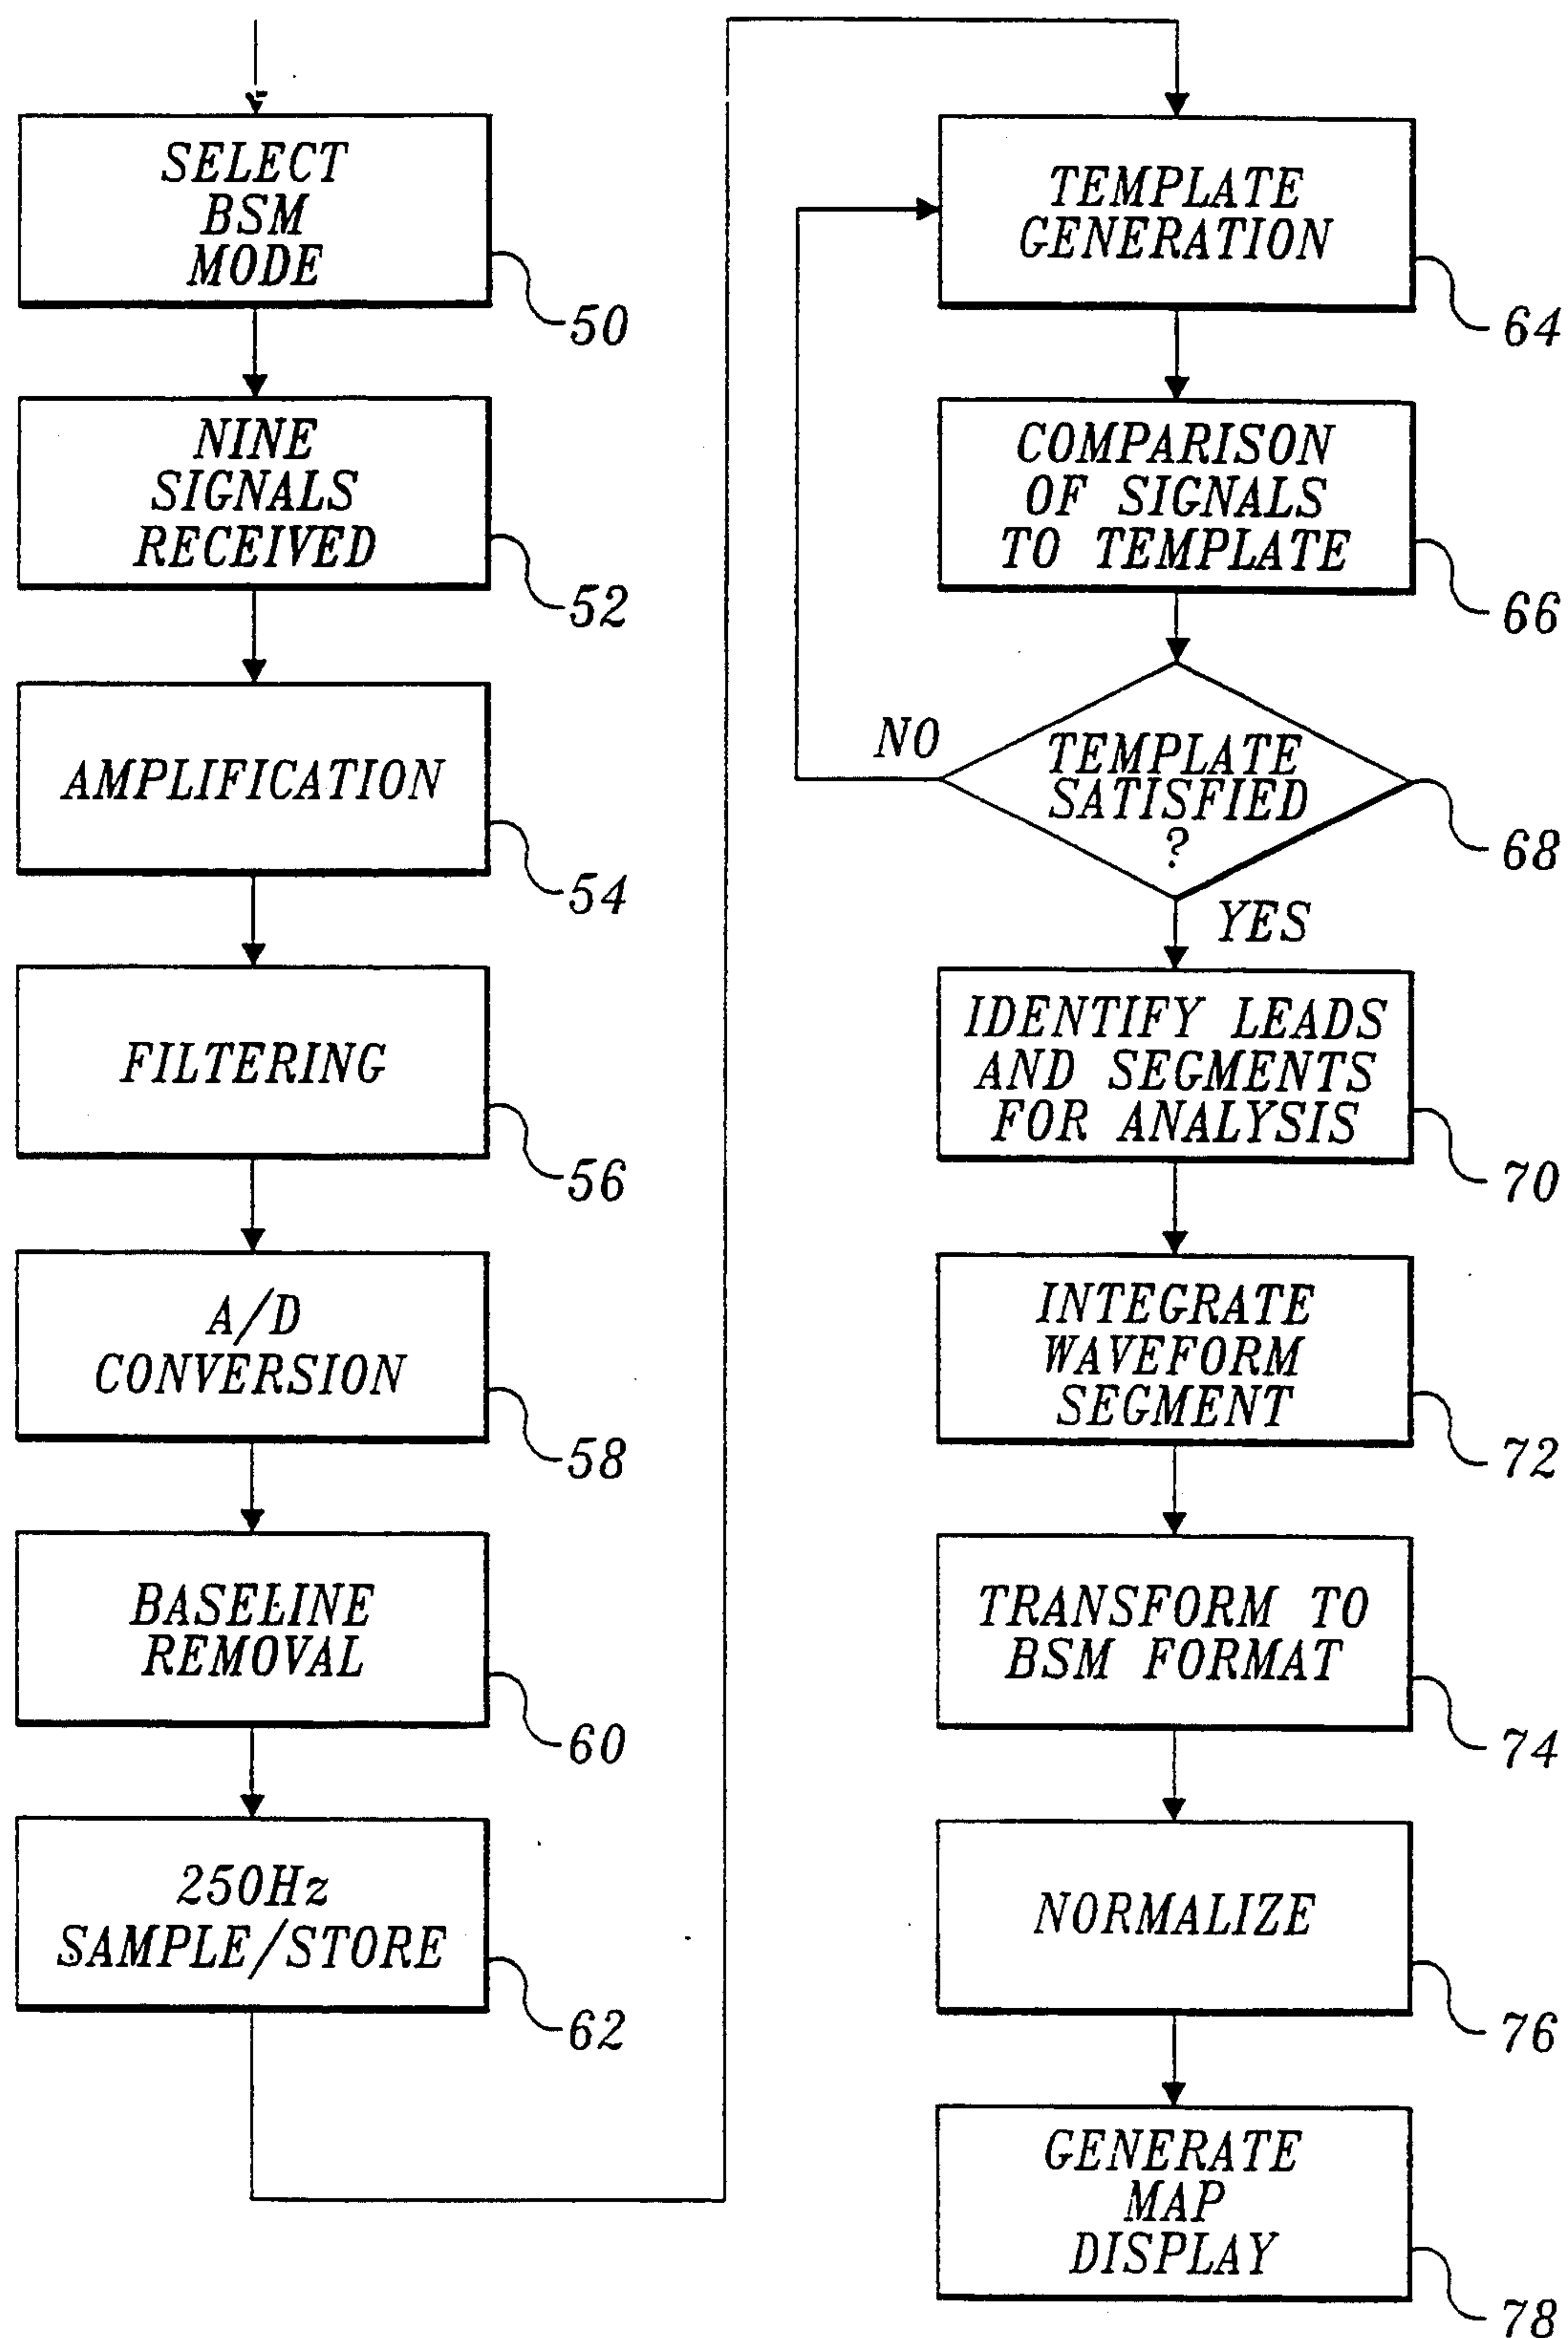 SELECT
BSM
MODE
50
NINE
SIGNALS
RECEIVED
52
AMPLIFICATION
54
FILTERING
56
A/D
CONVERSION
58
BASELINE
REMOVAL
60
250Hz
SAMPLE/STORE
62
TEMPLATE
GENERATION
64
COMPARISON
OF SIGNALS
TO TEMPLATE
66
NO
TEMPLATE
SATISFIED
?
68
YES
IDENTIFY LEADS
AND SEGMENTS
FOR ANALYSIS
70
INTEGRATE
WAVEFORM
SEGMENT
72
TRANSFORM TO
BSM FORMAT
74
NORMALIZE
76
GENERATE
MAP
DISPLAY
78